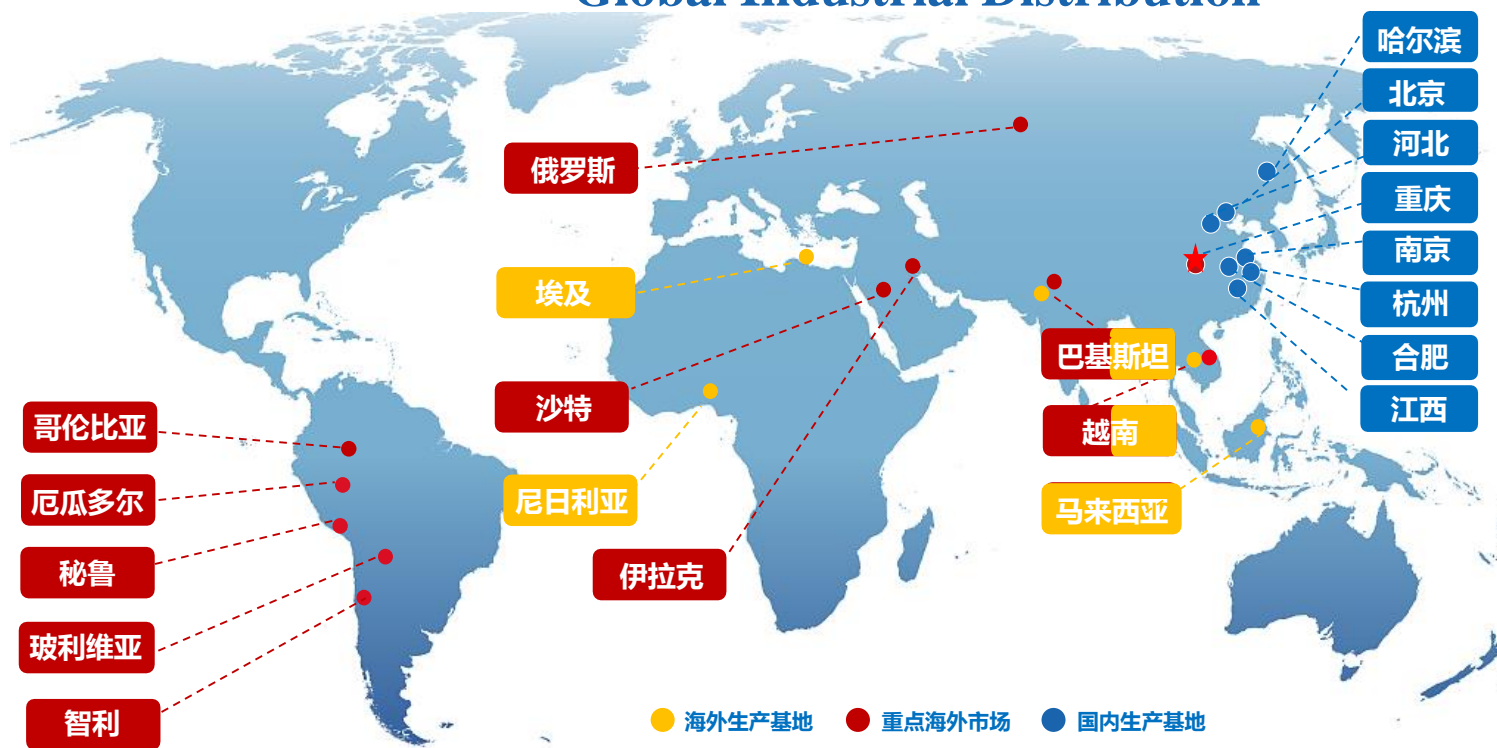 Global Industrial Distribution
哈尔滨
北京
河北
重庆
南京
杭州
合肥
江西
俄罗斯
埃及
沙特
尼日利亚
伊拉克
巴基斯坦
越南
马来西亚
哥伦比亚
厄瓜多尔
秘鲁
玻利维亚
智利
海外生产基地
重点海外市场
国内生产基地